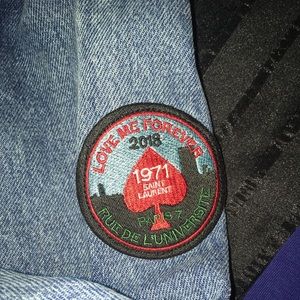 LOVE ME FOREVER
2018
1971
SAINT
LAURENT
PARIS 7
RUE DE L'UNIVERSITE